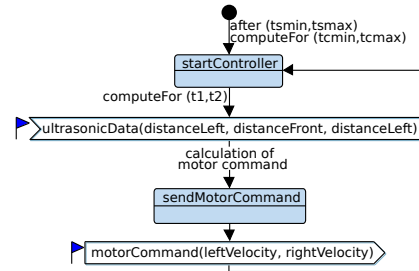 after (tsmin,tsmax)
computeFor (tcmin,tcmax)
startController
computeFor (t1,t2)
ultrasonicData(distanceLeft, distanceFront, distanceLeft)
calculation of
motor command
sendMotorCommand
motorCommand(leftVelocity, rightVelocity)